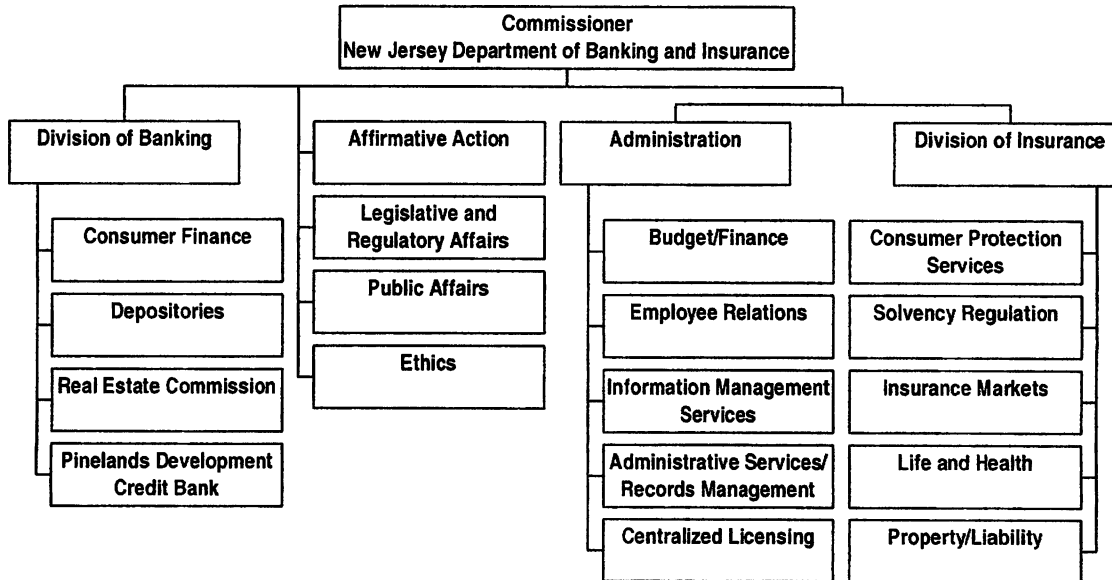 Commissioner
New Jersey Department of Banking and Insurance
Division of Banking
Consumer Finance
Depositories
Real Estate Commission
Pinelands Development
Credit Bank
Affirmative Action
Legislative and
Regulatory Affairs
Public Affairs
Ethics
Administration
Budget/Finance
Employee Relations
Information Management
Services
Administrative Services/
Records Management
Centralized Licensing
Division of Insurance
Consumer Protection
Services
Solvency Regulation
Insurance Markets
Life and Health
Property/Liability